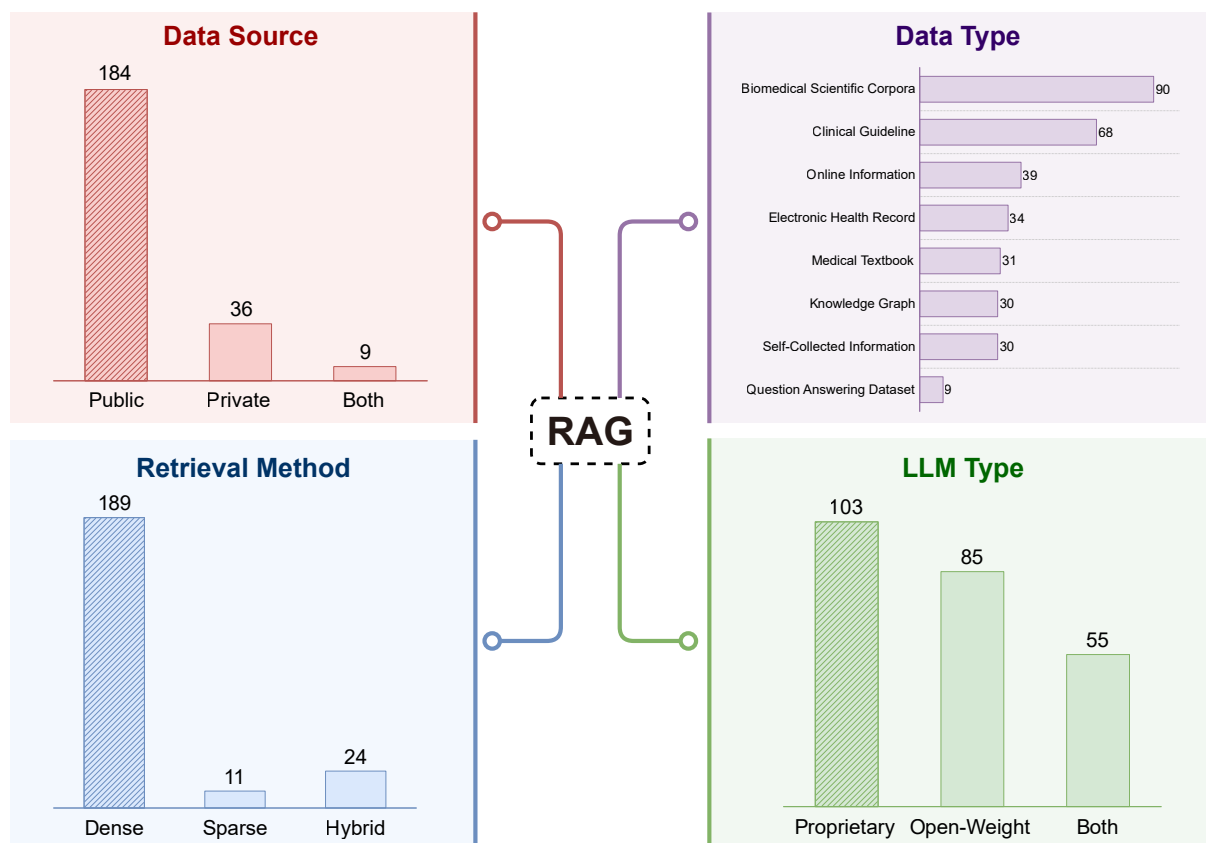 Data Source
184
36
9
Public
Private
Both
Data Type
Biomedical Scientific Corpora
90
Clinical Guideline
68
Online Information
39
Electronic Health Record
34
Medical Textbook
31
Knowledge Graph
30
Self-Collected Information
30
Question Answering Dataset
9
RAG
Retrieval Method
189
11
24
Dense
Sparse
Hybrid
LLM Type
103
85
55
Proprietary
Open-Weight
Both